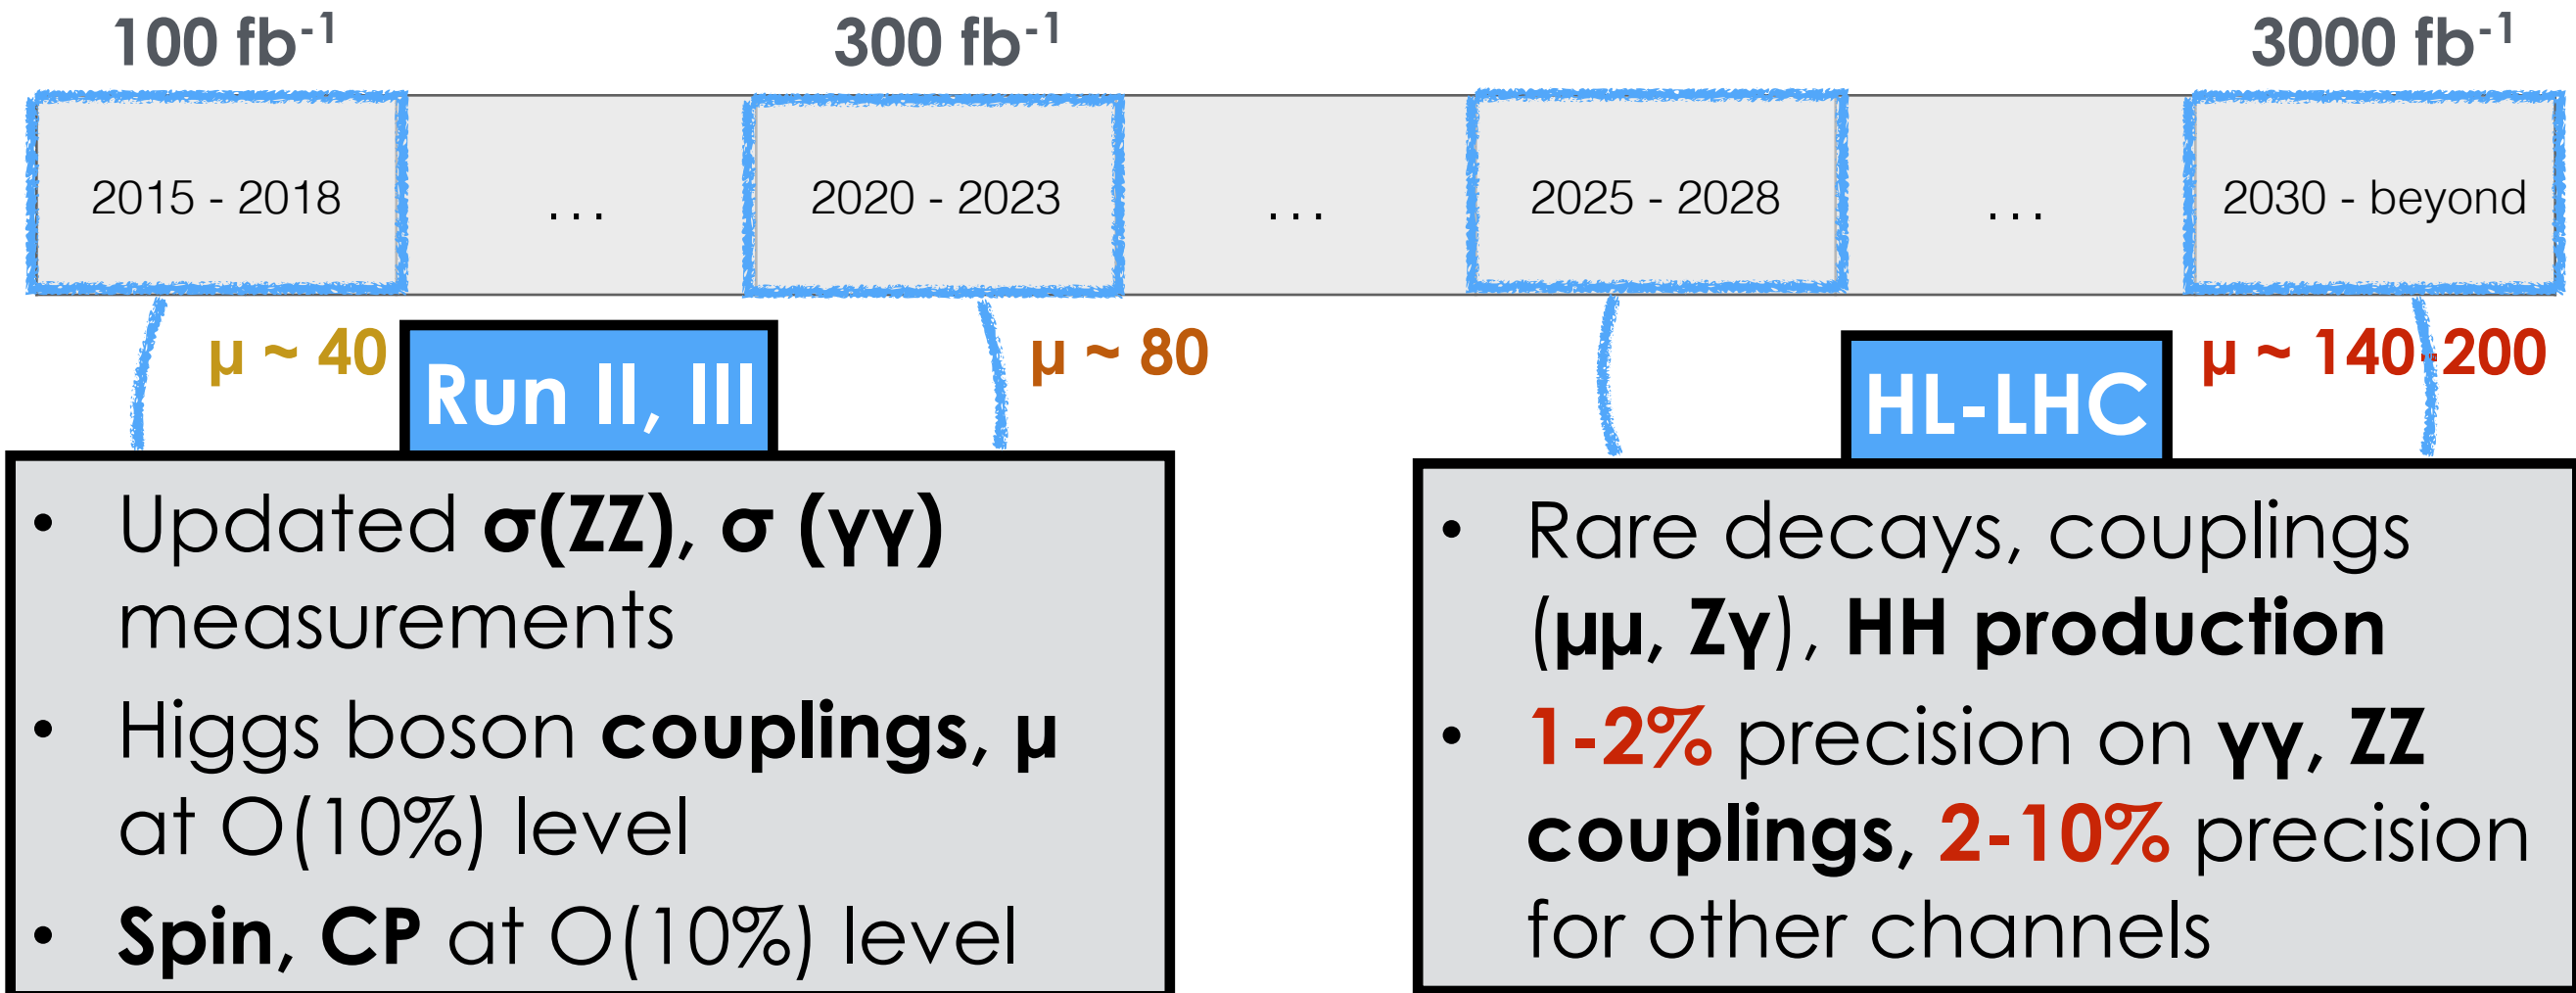 100 fb⁻¹
300 fb⁻¹
3000 fb⁻¹
2015 - 2018
...
2020 - 2023
...
2025 - 2028
...
2030 - beyond
μ ~ 40
μ ~ 80
μ ~ 140-200
Run II, III
• Updated σ(ZZ), σ (γγ)
measurements
• Higgs boson couplings, μ
at O(10%) level
• Spin, CP at O(10%) level
HL-LHC
• Rare decays, couplings
(μμ, Zγ), HH production
• 1-2% precision on γγ, ZZ
couplings, 2-10% precision
for other channels